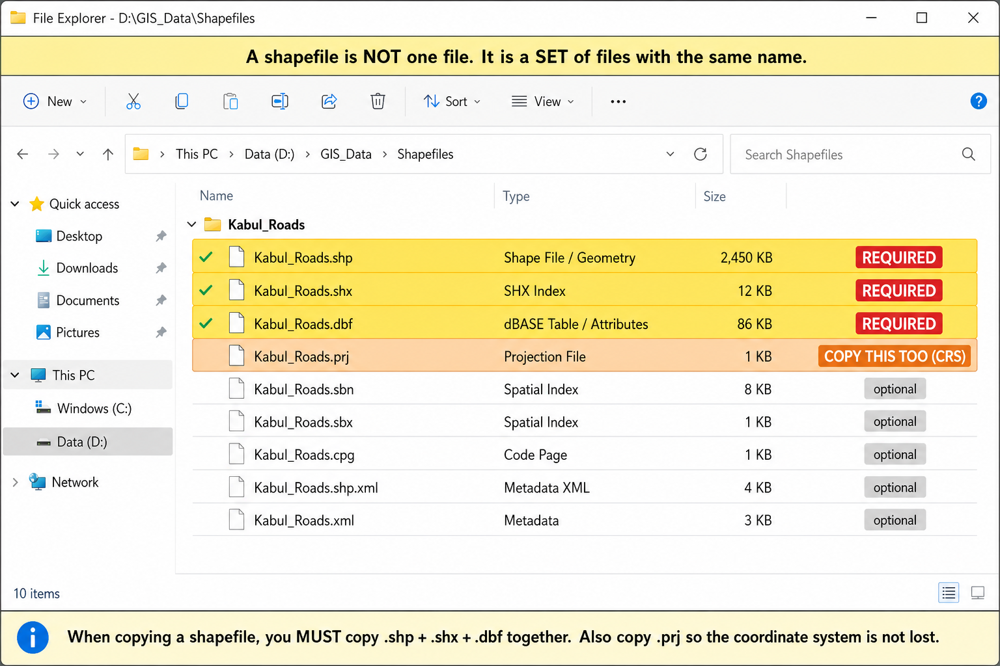 File Explorer - D:\GIS_Data\Shapefiles
A shapefile is NOT one file. It is a SET of files with the same name.
New Sort View ?
This PC > Data (D:) > GIS_Data > Shapefiles Search Shapefiles
Quick access
Desktop
Downloads
Documents
Pictures
This PC
Windows (C:)
Data (D:)
Network
Name Type Size
Kabul_Roads
Kabul_Roads.shp Shape File / Geometry 2,450 KB REQUIRED
Kabul_Roads.shx SHX Index 12 KB REQUIRED
Kabul_Roads.dbf dBASE Table / Attributes 86 KB REQUIRED
Kabul_Roads.prj Projection File 1 KB COPY THIS TOO (CRS)
Kabul_Roads.sbn Spatial Index 8 KB optional
Kabul_Roads.sbx Spatial Index 1 KB optional
Kabul_Roads.cpg Code Page 1 KB optional
Kabul_Roads.shp.xml Metadata XML 4 KB optional
Kabul_Roads.xml Metadata 3 KB optional
10 items
i When copying a shapefile, you MUST copy .shp + .shx + .dbf together. Also copy .prj so the coordinate system is not lost.